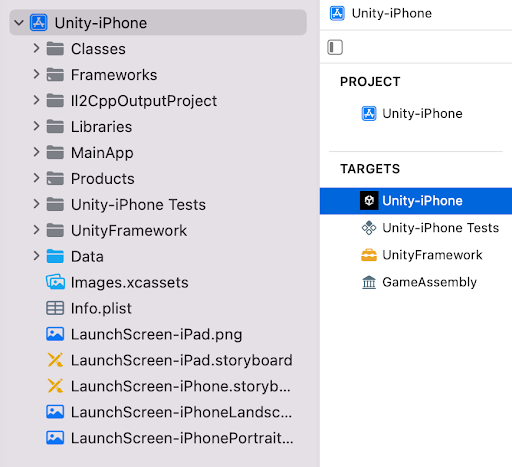 Unity-iPhone
Classes
Frameworks
Il2CppOutputProject
Libraries
MainApp
Products
Unity-iPhone Tests
UnityFramework
Data
Images.xcassets
Info.plist
LaunchScreen-iPad.png
LaunchScreen-iPad.storyboard
LaunchScreen-iPhone.storyb...
LaunchScreen-iPhoneLandsc...
LaunchScreen-iPhonePortrait...
Unity-iPhone
PROJECT
Unity-iPhone
TARGETS
Unity-iPhone
Unity-iPhone Tests
UnityFramework
GameAssembly